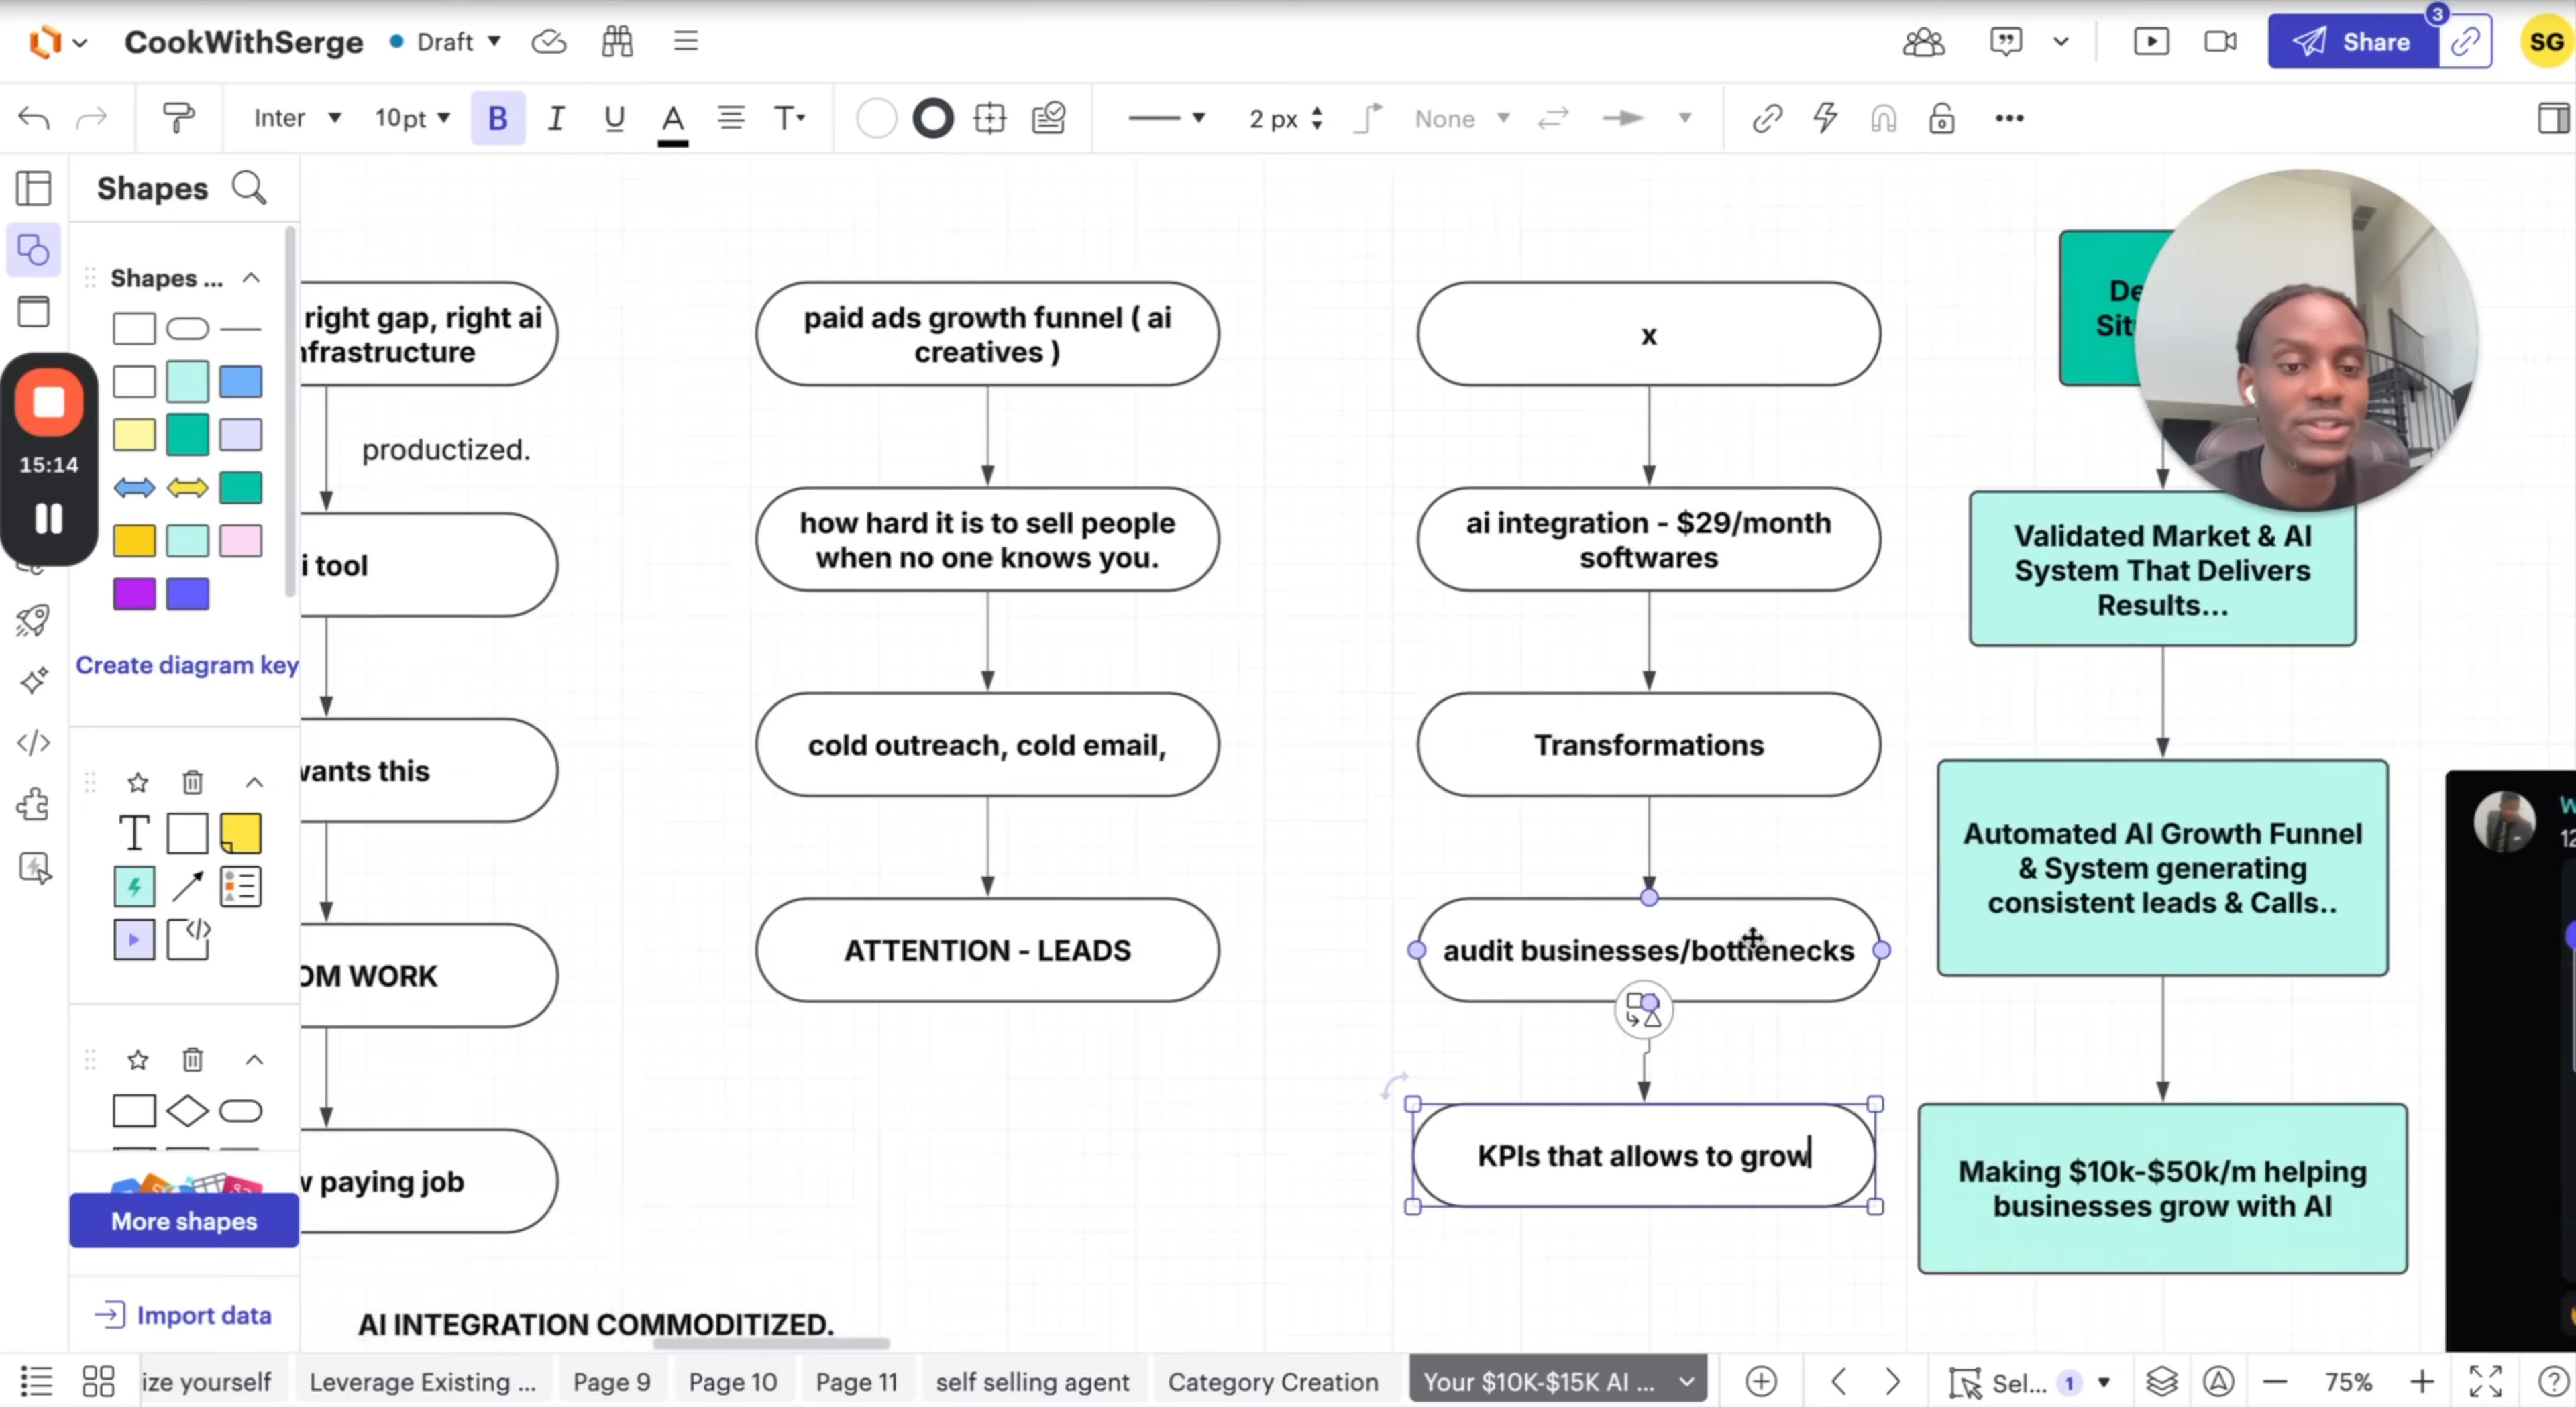 CookWithSerge
Draft
3
Share
SG
Inter
10pt
B
I
U
A
T
2 px
None
Shapes
Shapes ...
15:14
Create diagram key
T
More shapes
Import data
right gap, right ai
nfrastructure
productized.
i tool
wants this
OM WORK
w paying job
AI INTEGRATION COMMODITIZED.
paid ads growth funnel ( ai
creatives )
how hard it is to sell people
when no one knows you.
cold outreach, cold email,
ATTENTION - LEADS
x
ai integration - $29/month
softwares
Transformations
audit businesses/bottlenecks
KPIs that allows to grow
De
Sit
Validated Market & AI
System That Delivers
Results...
Automated AI Growth Funnel
& System generating
consistent leads & Calls..
Making $10k-$50k/m helping
businesses grow with AI
W
12
ize yourself
Leverage Existing ...
Page 9
Page 10
Page 11
self selling agent
Category Creation
Your $10K-$15K AI ...
Sel... 1
75%